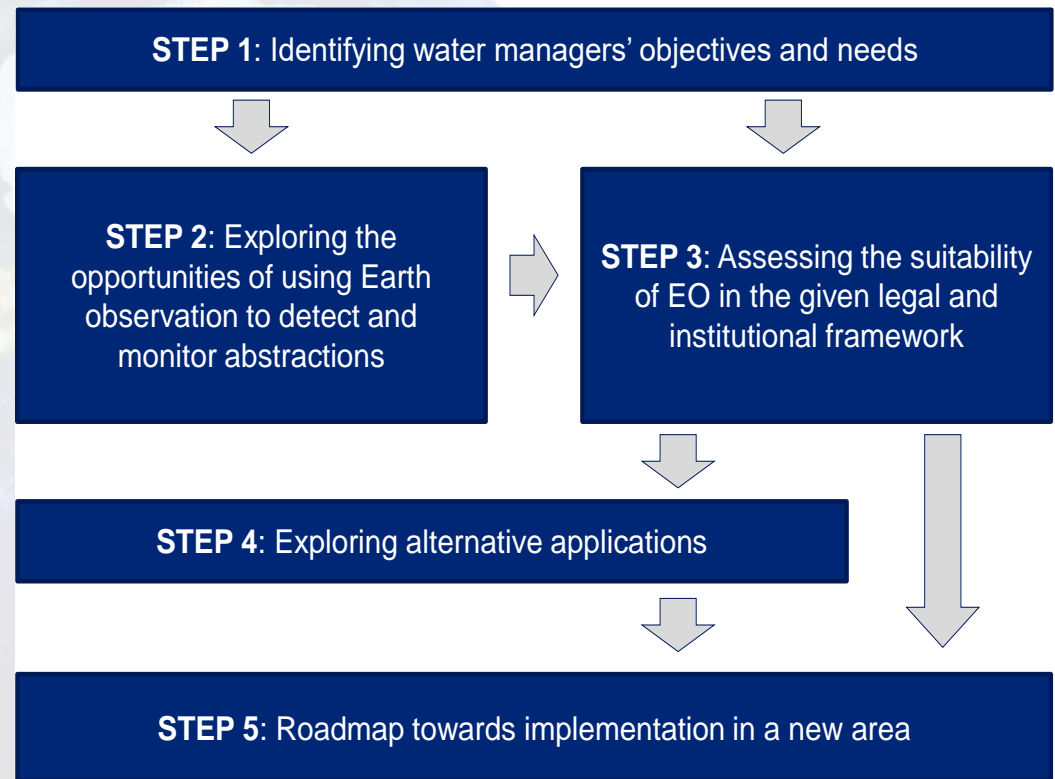 STEP 1: Identifying water managers’ objectives and needs
STEP 2: Exploring the
opportunities of using Earth
observation to detect and
monitor abstractions
STEP 3: Assessing the suitability
of EO in the given legal and
institutional framework
STEP 4: Exploring alternative applications
STEP 5: Roadmap towards implementation in a new area